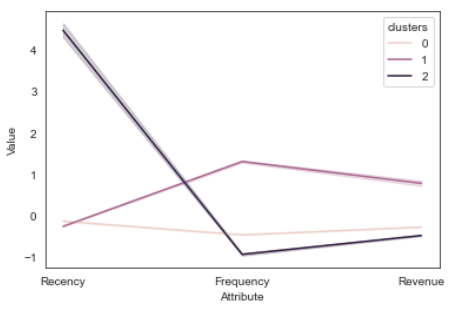 clusters
0
1
2
4
3
2
1
0
−1
Value
Recency Frequency Revenue
Attribute